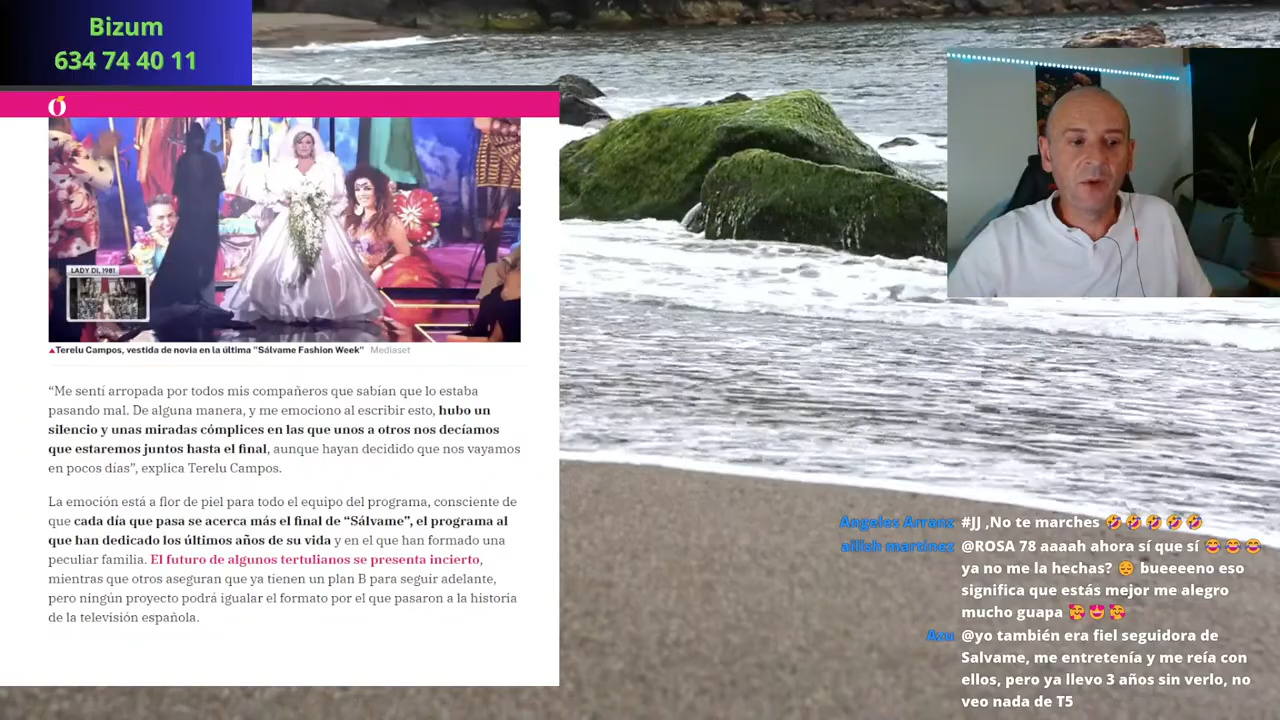 Bizum
634 74 40 11
LADY DI, 1981
Terelu Campos, vestida de novia en la última "Sálvame Fashion Week" Mediaset
“Me sentí arropada por todos mis compañeros que sabían que lo estaba
pasando mal. De alguna manera, y me emociono al escribir esto, hubo un
silencio y unas miradas cómplices en las que unos a otros nos decíamos
que estaremos juntos hasta el final, aunque hayan decidido que nos vayamos
en pocos días”, explica Terelu Campos.
La emoción está a flor de piel para todo el equipo del programa, consciente de
que cada día que pasa se acerca más el final de “Sálvame”, el programa al
que han dedicado los últimos años de su vida y en el que han formado una
peculiar familia. El futuro de algunos tertulianos se presenta incierto,
mientras que otros aseguran que ya tienen un plan B para seguir adelante,
pero ningún proyecto podrá igualar el formato por el que pasaron a la historia
de la televisión española.
Angeles Arranz #JJ ,No te marches 🤣🤣🤣🤣🤣
ailish martinez @ROSA 78 aaaah ahora sí que sí 😂😂😂
ya no me la hechas? 😔 bueeeeno eso
significa que estás mejor me alegro
mucho guapa 🥰🤩🥰
Azu @yo también era fiel seguidora de
Salvame, me entretenía y me reía con
ellos, pero ya llevo 3 años sin verlo, no
veo nada de T5